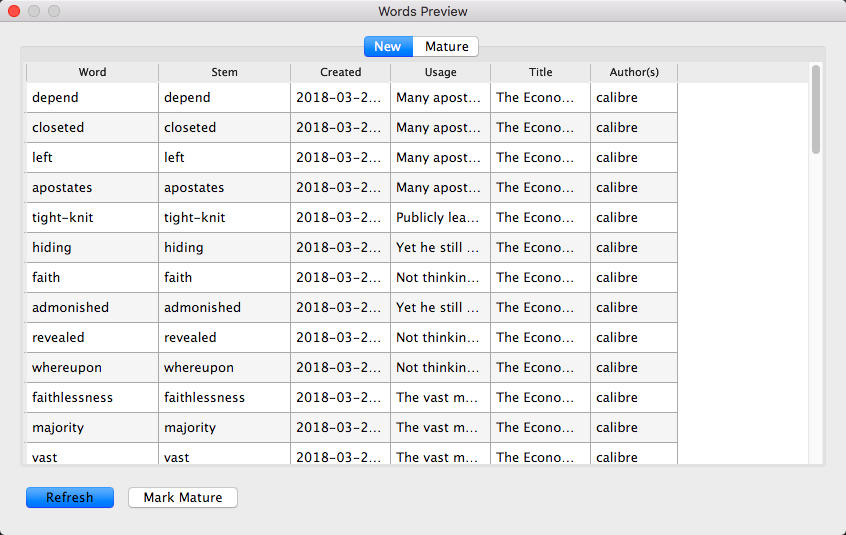 Words Preview
New Mature
Word Stem Created Usage Title Author(s)
depend depend 2018-03-2... Many apost... The Econo... calibre
closeted closeted 2018-03-2... Many apost... The Econo... calibre
left left 2018-03-2... Many apost... The Econo... calibre
apostates apostates 2018-03-2... Many apost... The Econo... calibre
tight-knit tight-knit 2018-03-2... Publicly lea... The Econo... calibre
hiding hiding 2018-03-2... Yet he still ... The Econo... calibre
faith faith 2018-03-2... Not thinkin... The Econo... calibre
admonished admonished 2018-03-2... Yet he still ... The Econo... calibre
revealed revealed 2018-03-2... Not thinkin... The Econo... calibre
whereupon whereupon 2018-03-2... Not thinkin... The Econo... calibre
faithlessness faithlessness 2018-03-2... The vast m... The Econo... calibre
majority majority 2018-03-2... The vast m... The Econo... calibre
vast vast 2018-03-2... The vast m... The Econo... calibre
Refresh Mark Mature